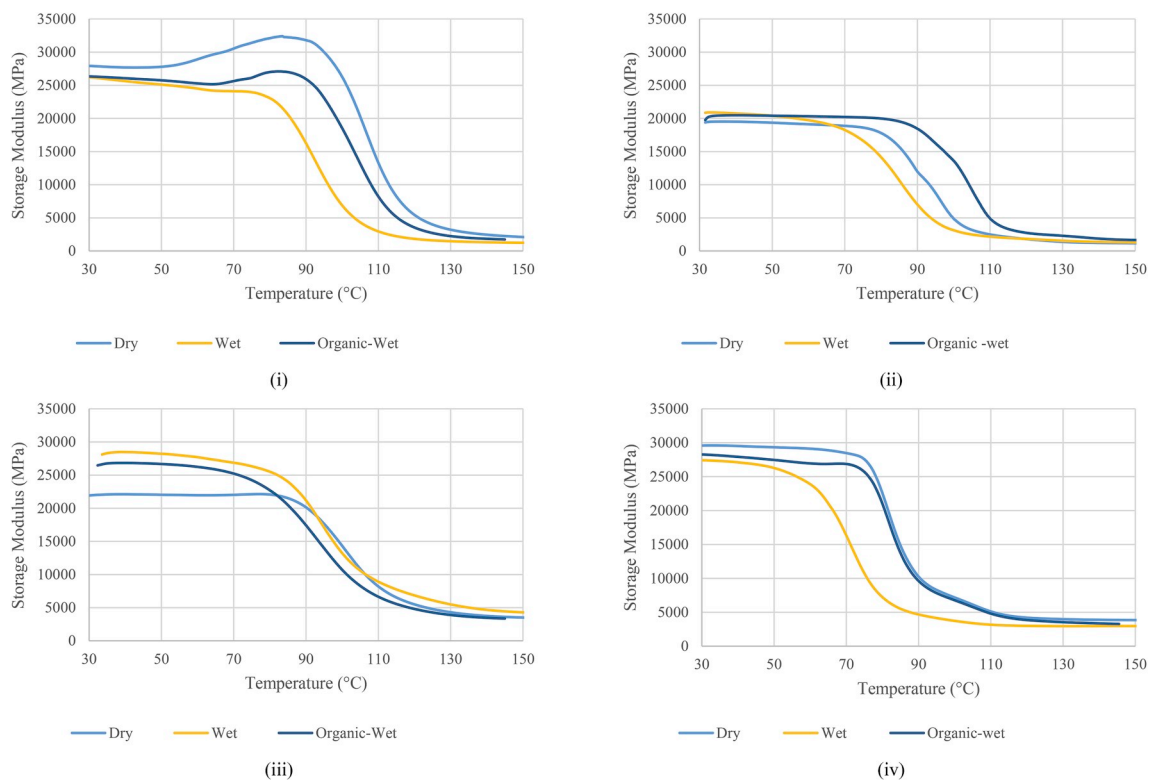 35000
30000
25000
20000
15000
10000
5000
0
Storage Modulus (MPa)
30 50 70 90 110 130 150
Temperature (°C)
Dry Wet Organic-Wet
(i)
35000
30000
25000
20000
15000
10000
5000
0
Storage Modulus (MPa)
30 50 70 90 110 130 150
Temperature (°C)
Dry Wet Organic -wet
(ii)
35000
30000
25000
20000
15000
10000
5000
0
Storage Modulus (MPa)
30 50 70 90 110 130 150
Temperature (°C)
Dry Wet Organic-Wet
(iii)
35000
30000
25000
20000
15000
10000
5000
0
Storage Modulus (MPa)
30 50 70 90 110 130 150
Temperature (°C)
Dry Wet Organic-wet
(iv)